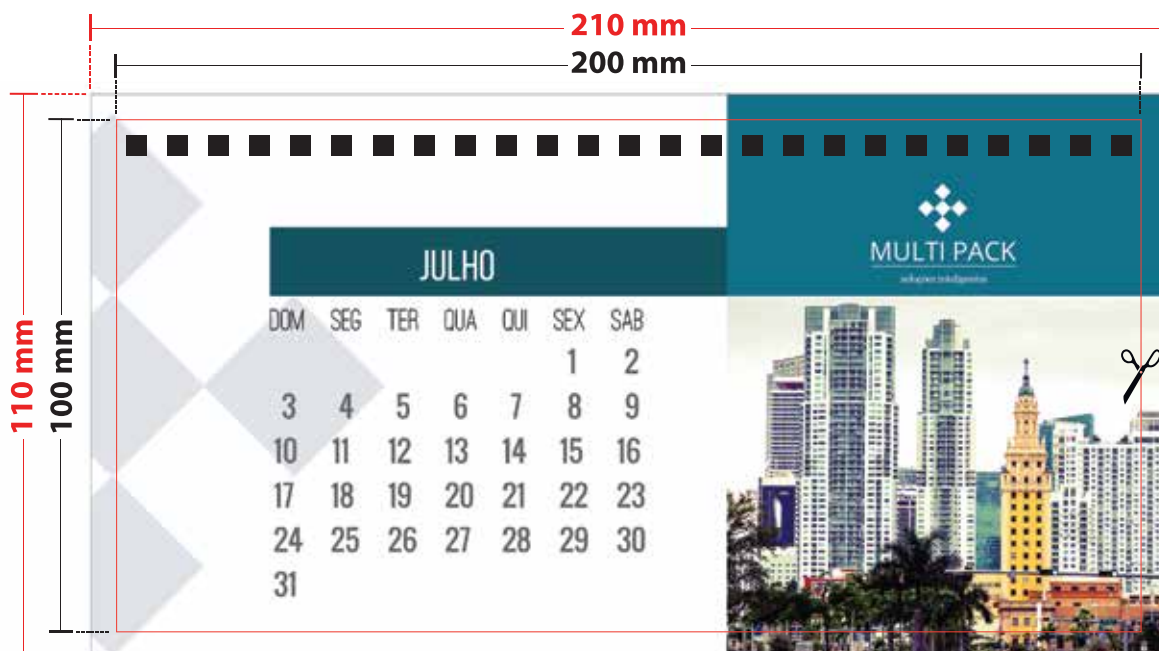 210 mm
200 mm
110 mm
100 mm
MULTI PACK
soluções inteligentes
JULHO
DOM SEG TER QUA QUI SEX SAB
1 2
3 4 5 6 7 8 9
10 11 12 13 14 15 16
17 18 19 20 21 22 23
24 25 26 27 28 29 30
31